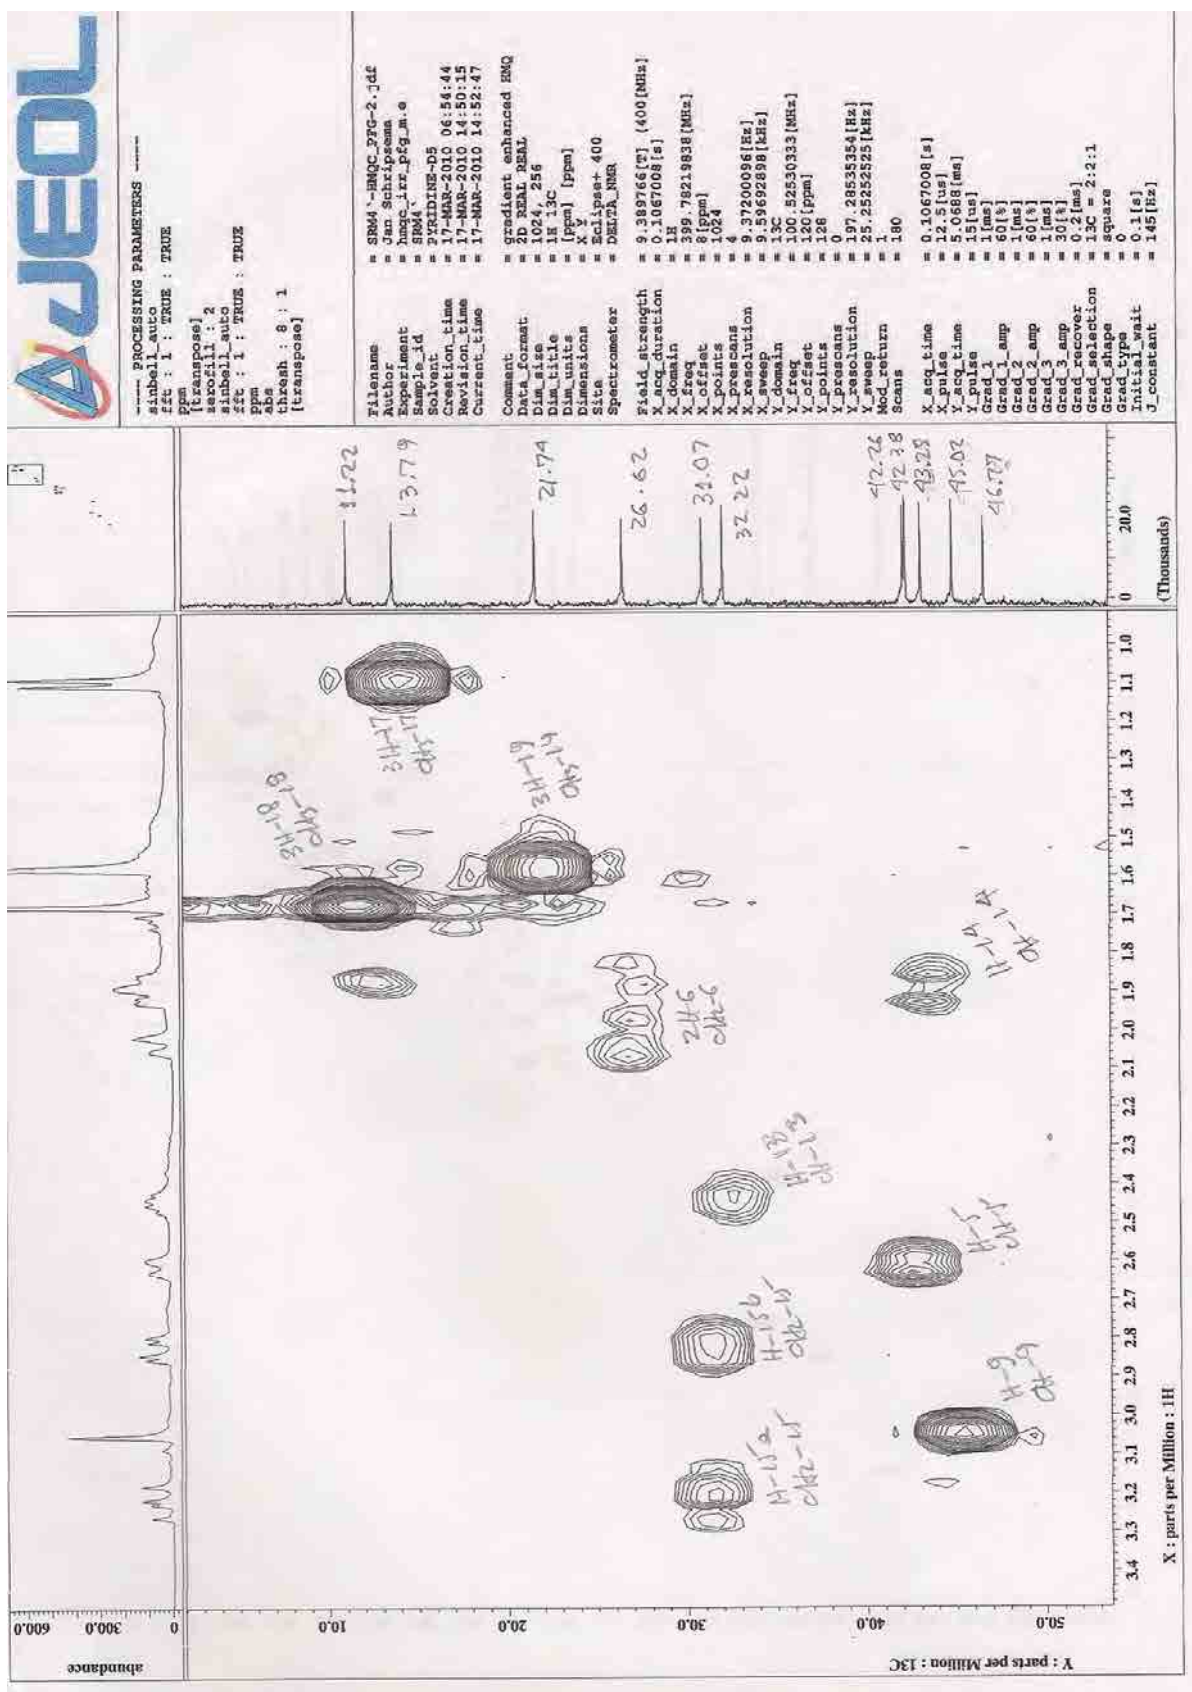 JEOL
---- PROCESSING PARAMETERS ----
sinbell_auto
fft : 1 : TRUE : TRUE
ppm
[transpose]
zerofill : 2
sinbell_auto
fft : 1 : TRUE : TRUE
ppm
abs
thresh : 8 : 1
[transpose]
Filename = SRM4`-HMQC_PFG-2.jdf
Author = Jan Schripsema
Experiment = hmqc_irr_pfg_m.e
Sample_id = SRM4`
Solvent = PYRIDINE-D5
Creation_time = 17-MAR-2010 06:54:44
Revision_time = 17-MAR-2010 14:50:15
Current_time = 17-MAR-2010 14:52:47
Comment = gradient enhanced HMQ
Data_format = 2D REAL REAL
Dim_size = 1024, 256
Dim_title = 1H 13C
Dim_units = [ppm] [ppm]
Dimensions = X Y
Site = Eclipse+ 400
Spectrometer = DELTA_NMR
Field_strength = 9.389766[T] (400[MHz]
X_acq_duration = 0.1067008[s]
X_domain = 1H
X_freq = 399.78219838[MHz]
X_offset = 8[ppm]
X_points = 1024
X_prescans = 4
X_resolution = 9.37200096[Hz]
X_sweep = 9.59692898[kHz]
Y_domain = 13C
Y_freq = 100.52530333[MHz]
Y_offset = 120[ppm]
Y_points = 128
Y_prescans = 0
Y_resolution = 197.28535354[Hz]
Y_sweep = 25.25252525[kHz]
Mod_return = 1
Scans = 180
X_acq_time = 0.1067008[s]
X_pulse = 12.5[us]
Y_acq_time = 5.0688[ms]
Y_pulse = 15[us]
Grad_1 = 1[ms]
Grad_1_amp = 60[%]
Grad_2 = 1[ms]
Grad_2_amp = 60[%]
Grad_3 = 1[ms]
Grad_3_amp = 30[%]
Grad_recover = 0.2[ms]
Grad_selection = 13C = 2:2:1
Grad_shape = square
Grad_type = 0
Initial_wait = 0.1[s]
J_constant = 145[Hz]
11.22
13.79
21.74
26.62
31.07
32.22
42.26
42.38
43.28
45.02
46.77
0 20.0
(Thousands)
3H-18
CH3-18
3H-17
CH3-17
3H-19
CH3-19
2H-6
CH2-6
1H-14
CH-14
H-13
CH-13
H-5
CH-5
H-15b
CH2-15
H-15a
CH2-15
H-9
CH-9
3.4 3.3 3.2 3.1 3.0 2.9 2.8 2.7 2.6 2.5 2.4 2.3 2.2 2.1 2.0 1.9 1.8 1.7 1.6 1.5 1.4 1.3 1.2 1.1 1.0
X : parts per Million : 1H
10.0 20.0 30.0 40.0 50.0
Y : parts per Million : 13C
0 300.0 600.0
abundance